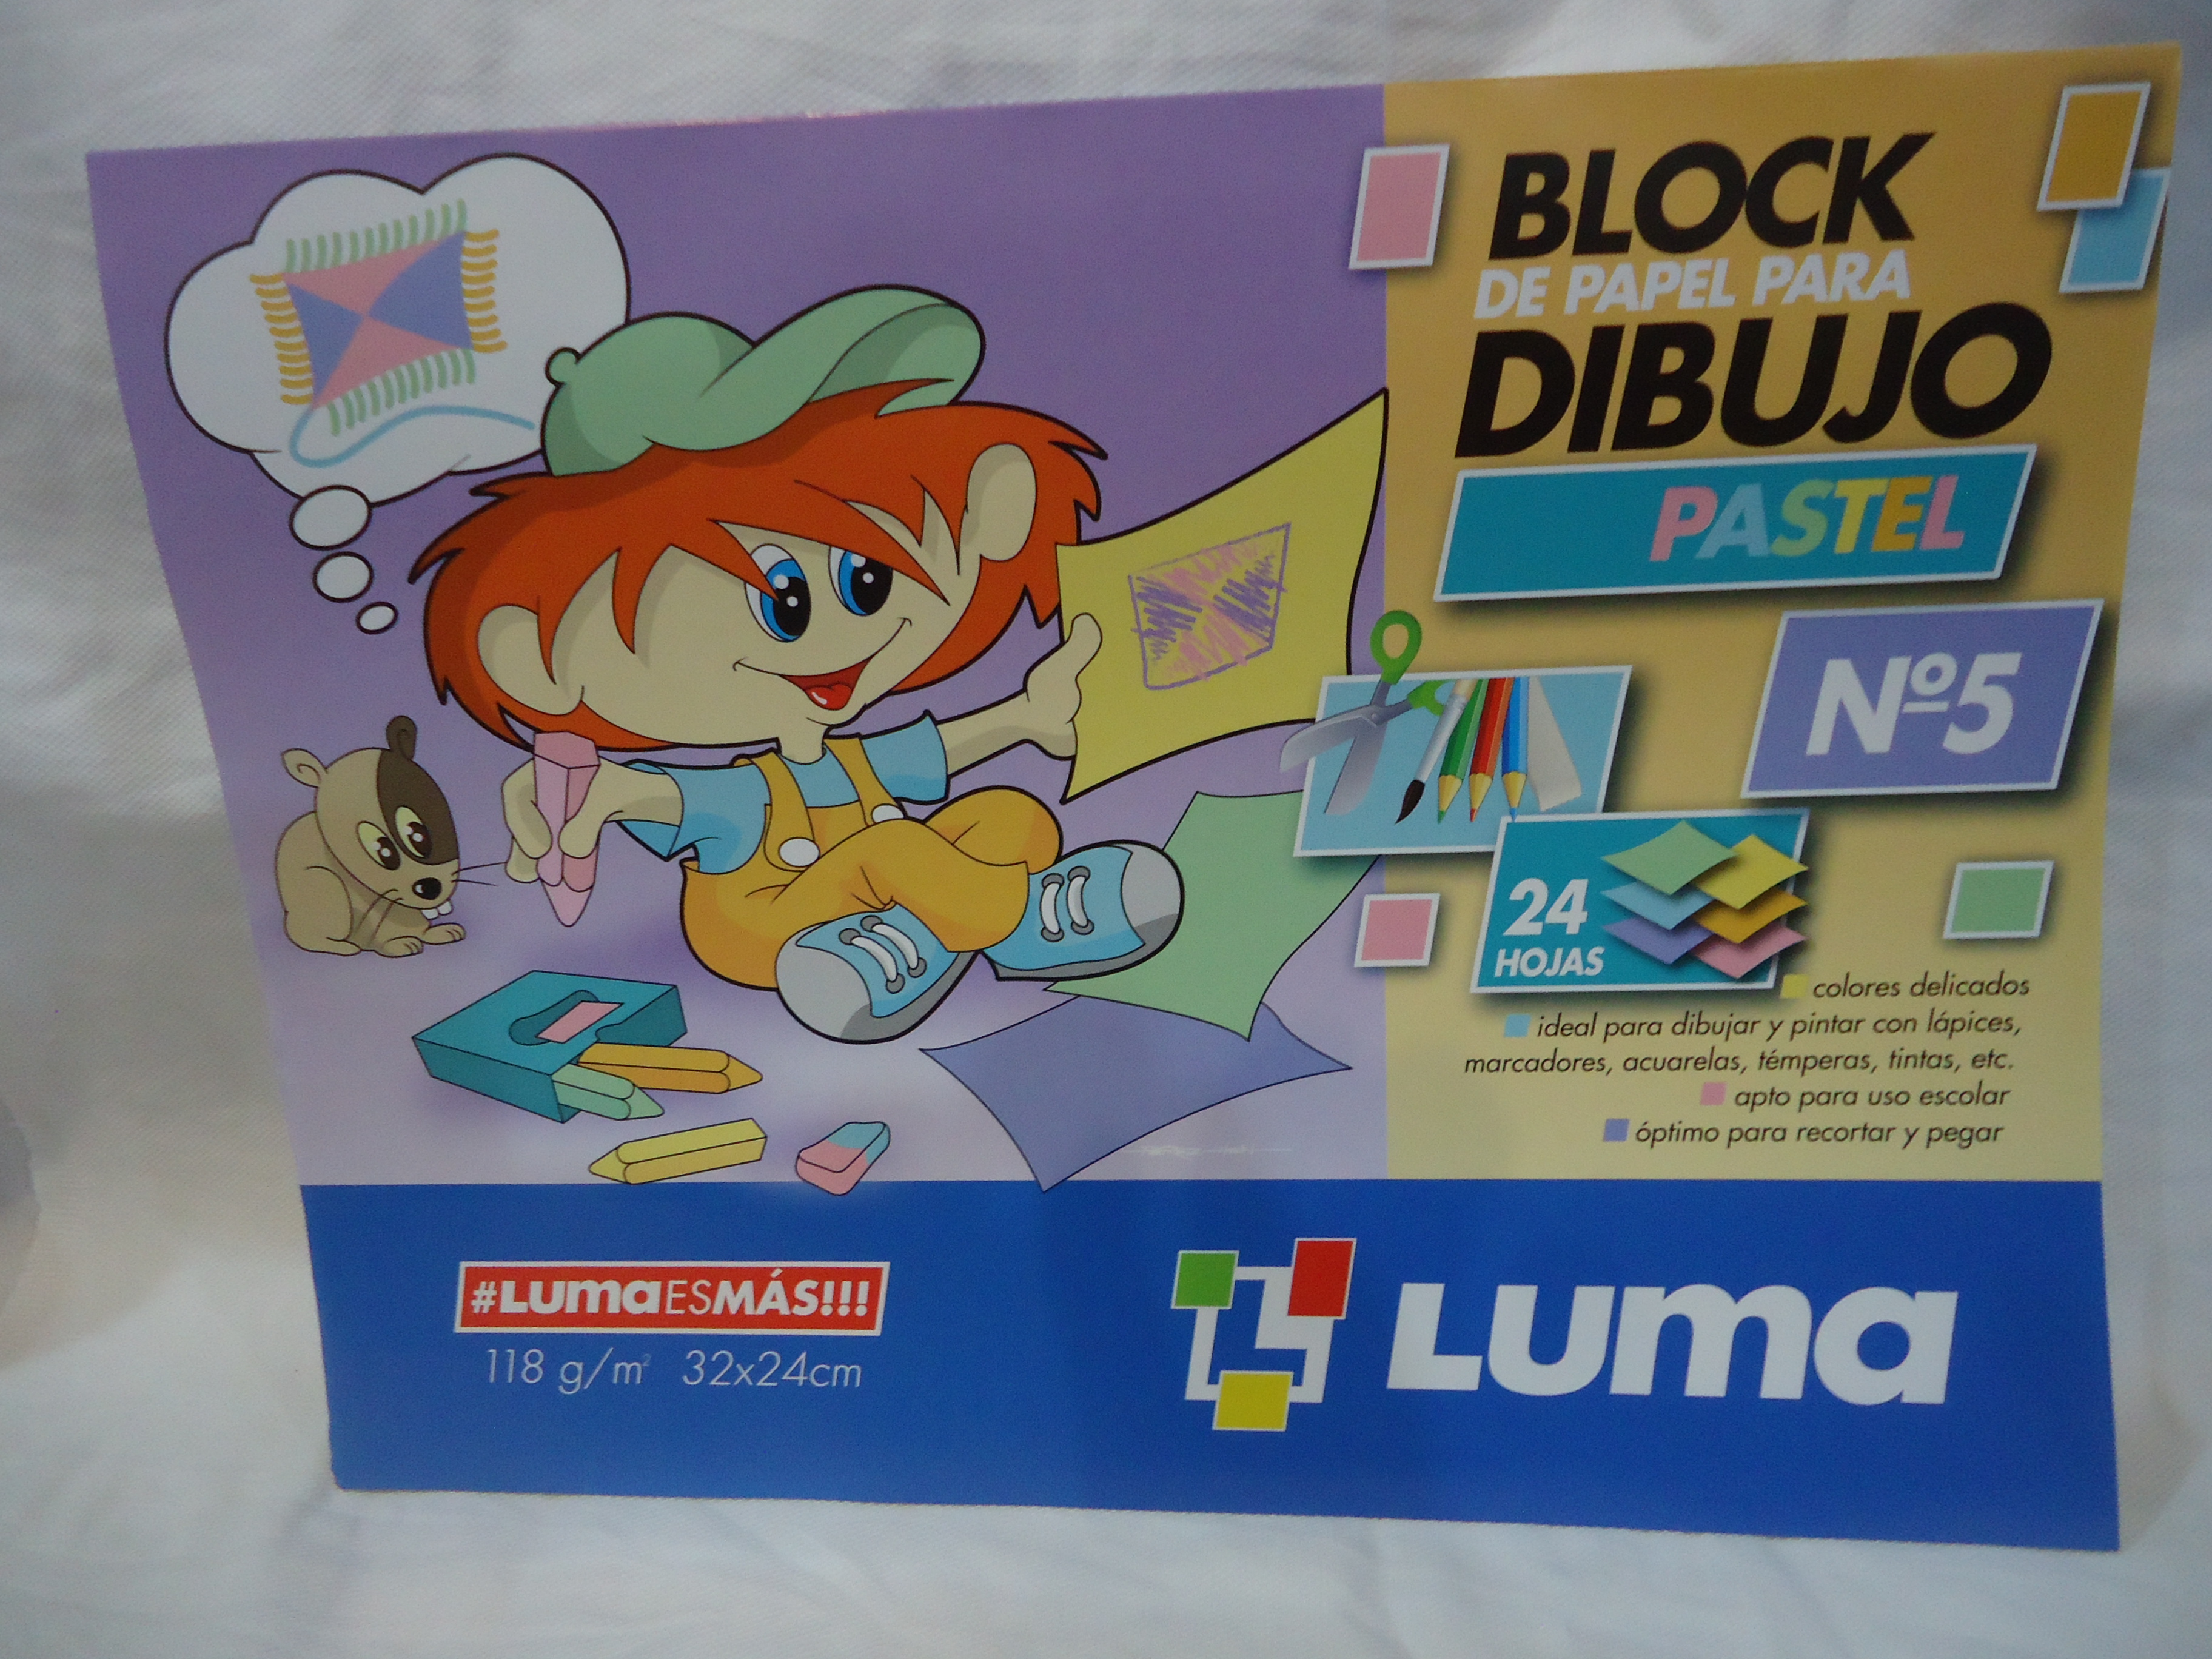 BLOCK
DE PAPEL PARA
DIBUJO
PASTEL
Nº5
24
HOJAS
colores delicados
ideal para dibujar y pintar con lápices,
marcadores, acuarelas, témperas, tintas, etc.
apto para uso escolar
óptimo para recortar y pegar
#LumaESMÁS!!!
118 g/m² 32x24cm
Luma